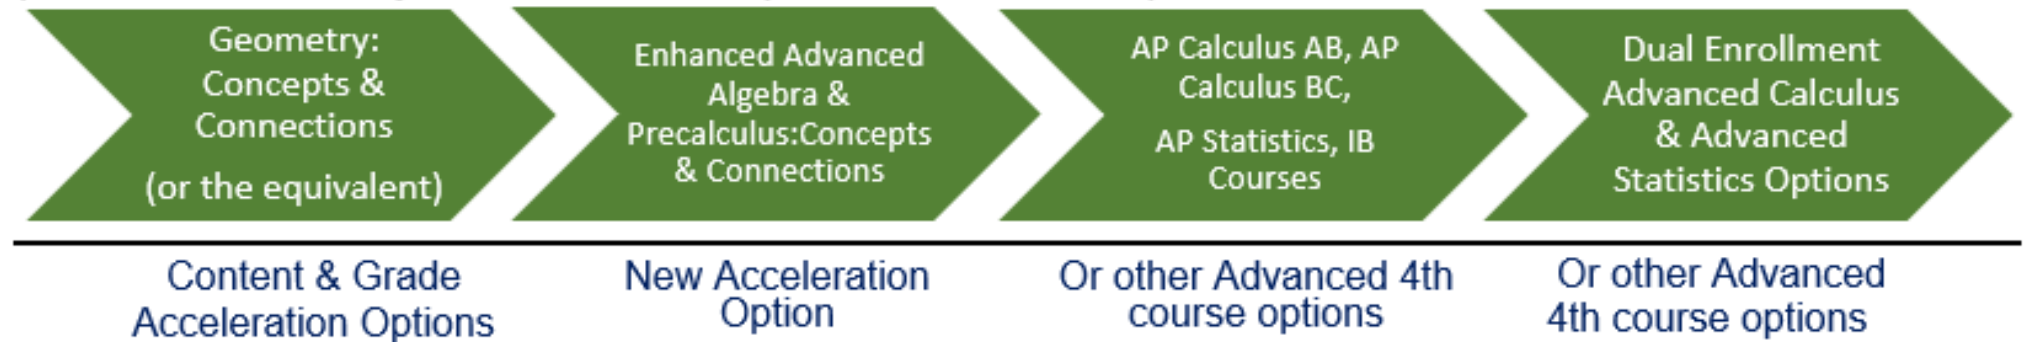 Geometry:
Concepts &
Connections
(or the equivalent)
Enhanced Advanced
Algebra &
Precalculus:Concepts
& Connections
AP Calculus AB, AP
Calculus BC,
AP Statistics, IB
Courses
Dual Enrollment
Advanced Calculus
& Advanced
Statistics Options
Content & Grade
Acceleration Options
New Acceleration
Option
Or other Advanced 4th
course options
Or other Advanced
4th course options